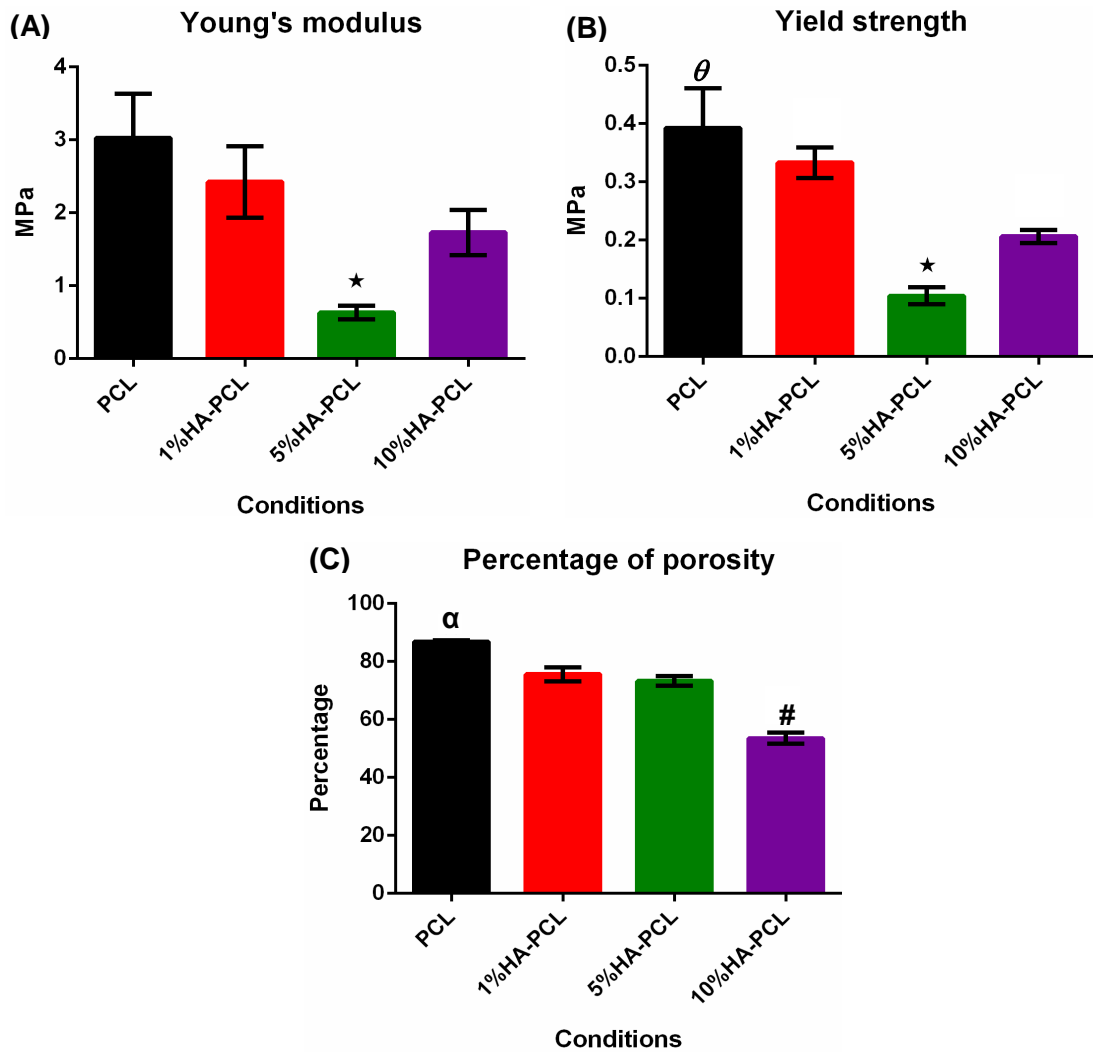 (A) Young's modulus
4
3
2
1
0
MPa
★
PCL
1%HA-PCL
5%HA-PCL
10%HA-PCL
Conditions
(B) Yield strength
0.5
0.4
0.3
0.2
0.1
0.0
MPa
θ
★
PCL
1%HA-PCL
5%HA-PCL
10%HA-PCL
Conditions
(C) Percentage of porosity
100
80
60
40
20
0
Percentage
α
#
PCL
1%HA-PCL
5%HA-PCL
10%HA-PCL
Conditions